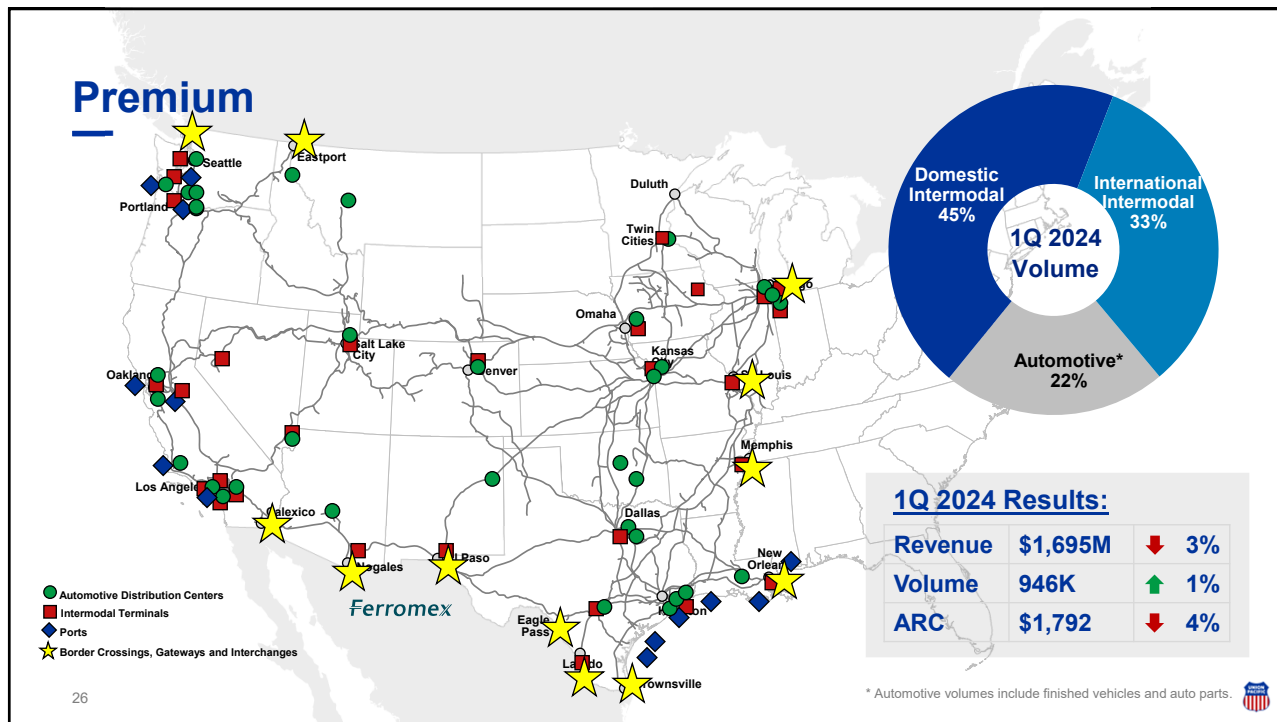 Premium
Seattle
Eastport
Portland
Duluth
Twin
Cities
Omaha
Salt Lake
City
Oakland
Denver
Kansas
St Louis
Memphis
Los Angeles
Calexico
Nogales
El Paso
Dallas
New
Orleans
Houston
Eagle
Pass
Laredo
Brownsville
Ferromex
Automotive Distribution Centers
Intermodal Terminals
Ports
Border Crossings, Gateways and Interchanges
Domestic
Intermodal
45%
International
Intermodal
33%
Automotive*
22%
1Q 2024
Volume
1Q 2024 Results:
Revenue $1,695M 3%
Volume 946K 1%
ARC $1,792 4%
* Automotive volumes include finished vehicles and auto parts.
UNION
PACIFIC
26